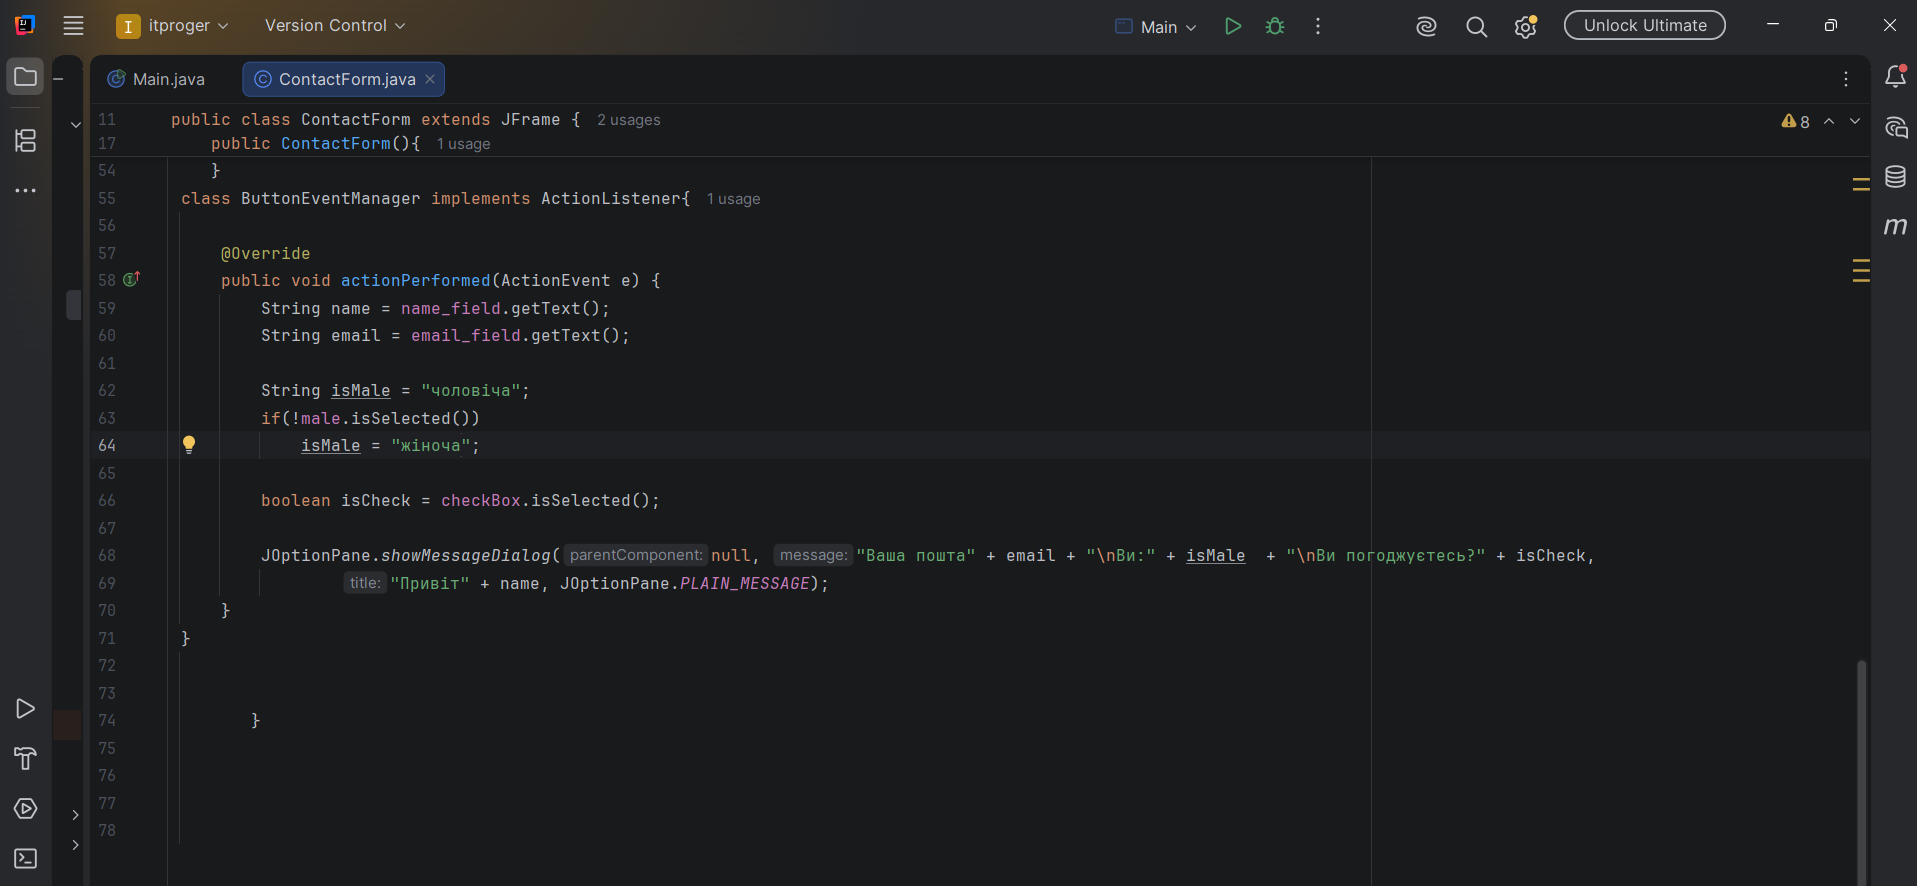 itproger
Version Control
Main
Unlock Ultimate
Main.java
ContactForm.java
11 public class ContactForm extends JFrame { 2 usages
17 public ContactForm(){ 1 usage
8
54 }
55 class ButtonEventManager implements ActionListener{ 1 usage
56
57 @Override
58 public void actionPerformed(ActionEvent e) {
59 String name = name_field.getText();
60 String email = email_field.getText();
61
62 String isMale = "чоловіча";
63 if(!male.isSelected())
64 isMale = "жіноча";
65
66 boolean isCheck = checkBox.isSelected();
67
68 JOptionPane.showMessageDialog( parentComponent: null, message: "Ваша пошта" + email + "\nВи:" + isMale + "\nВи погоджуєтесь?" + isCheck,
69 title: "Привіт" + name, JOptionPane.PLAIN_MESSAGE);
70 }
71 }
72
73
74 }
75
76
77
78